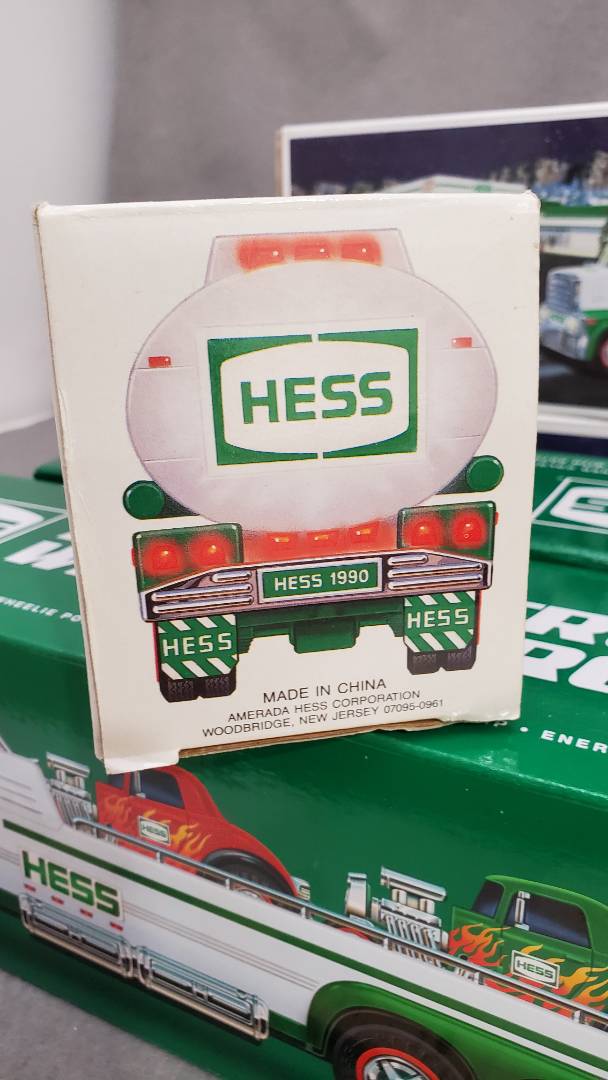 HESS
HESS 1990
HESS
HESS
MADE IN CHINA
AMERADA HESS CORPORATION
WOODBRIDGE, NEW JERSEY 07095-0961
• ENER
HESS
HESS
HESS